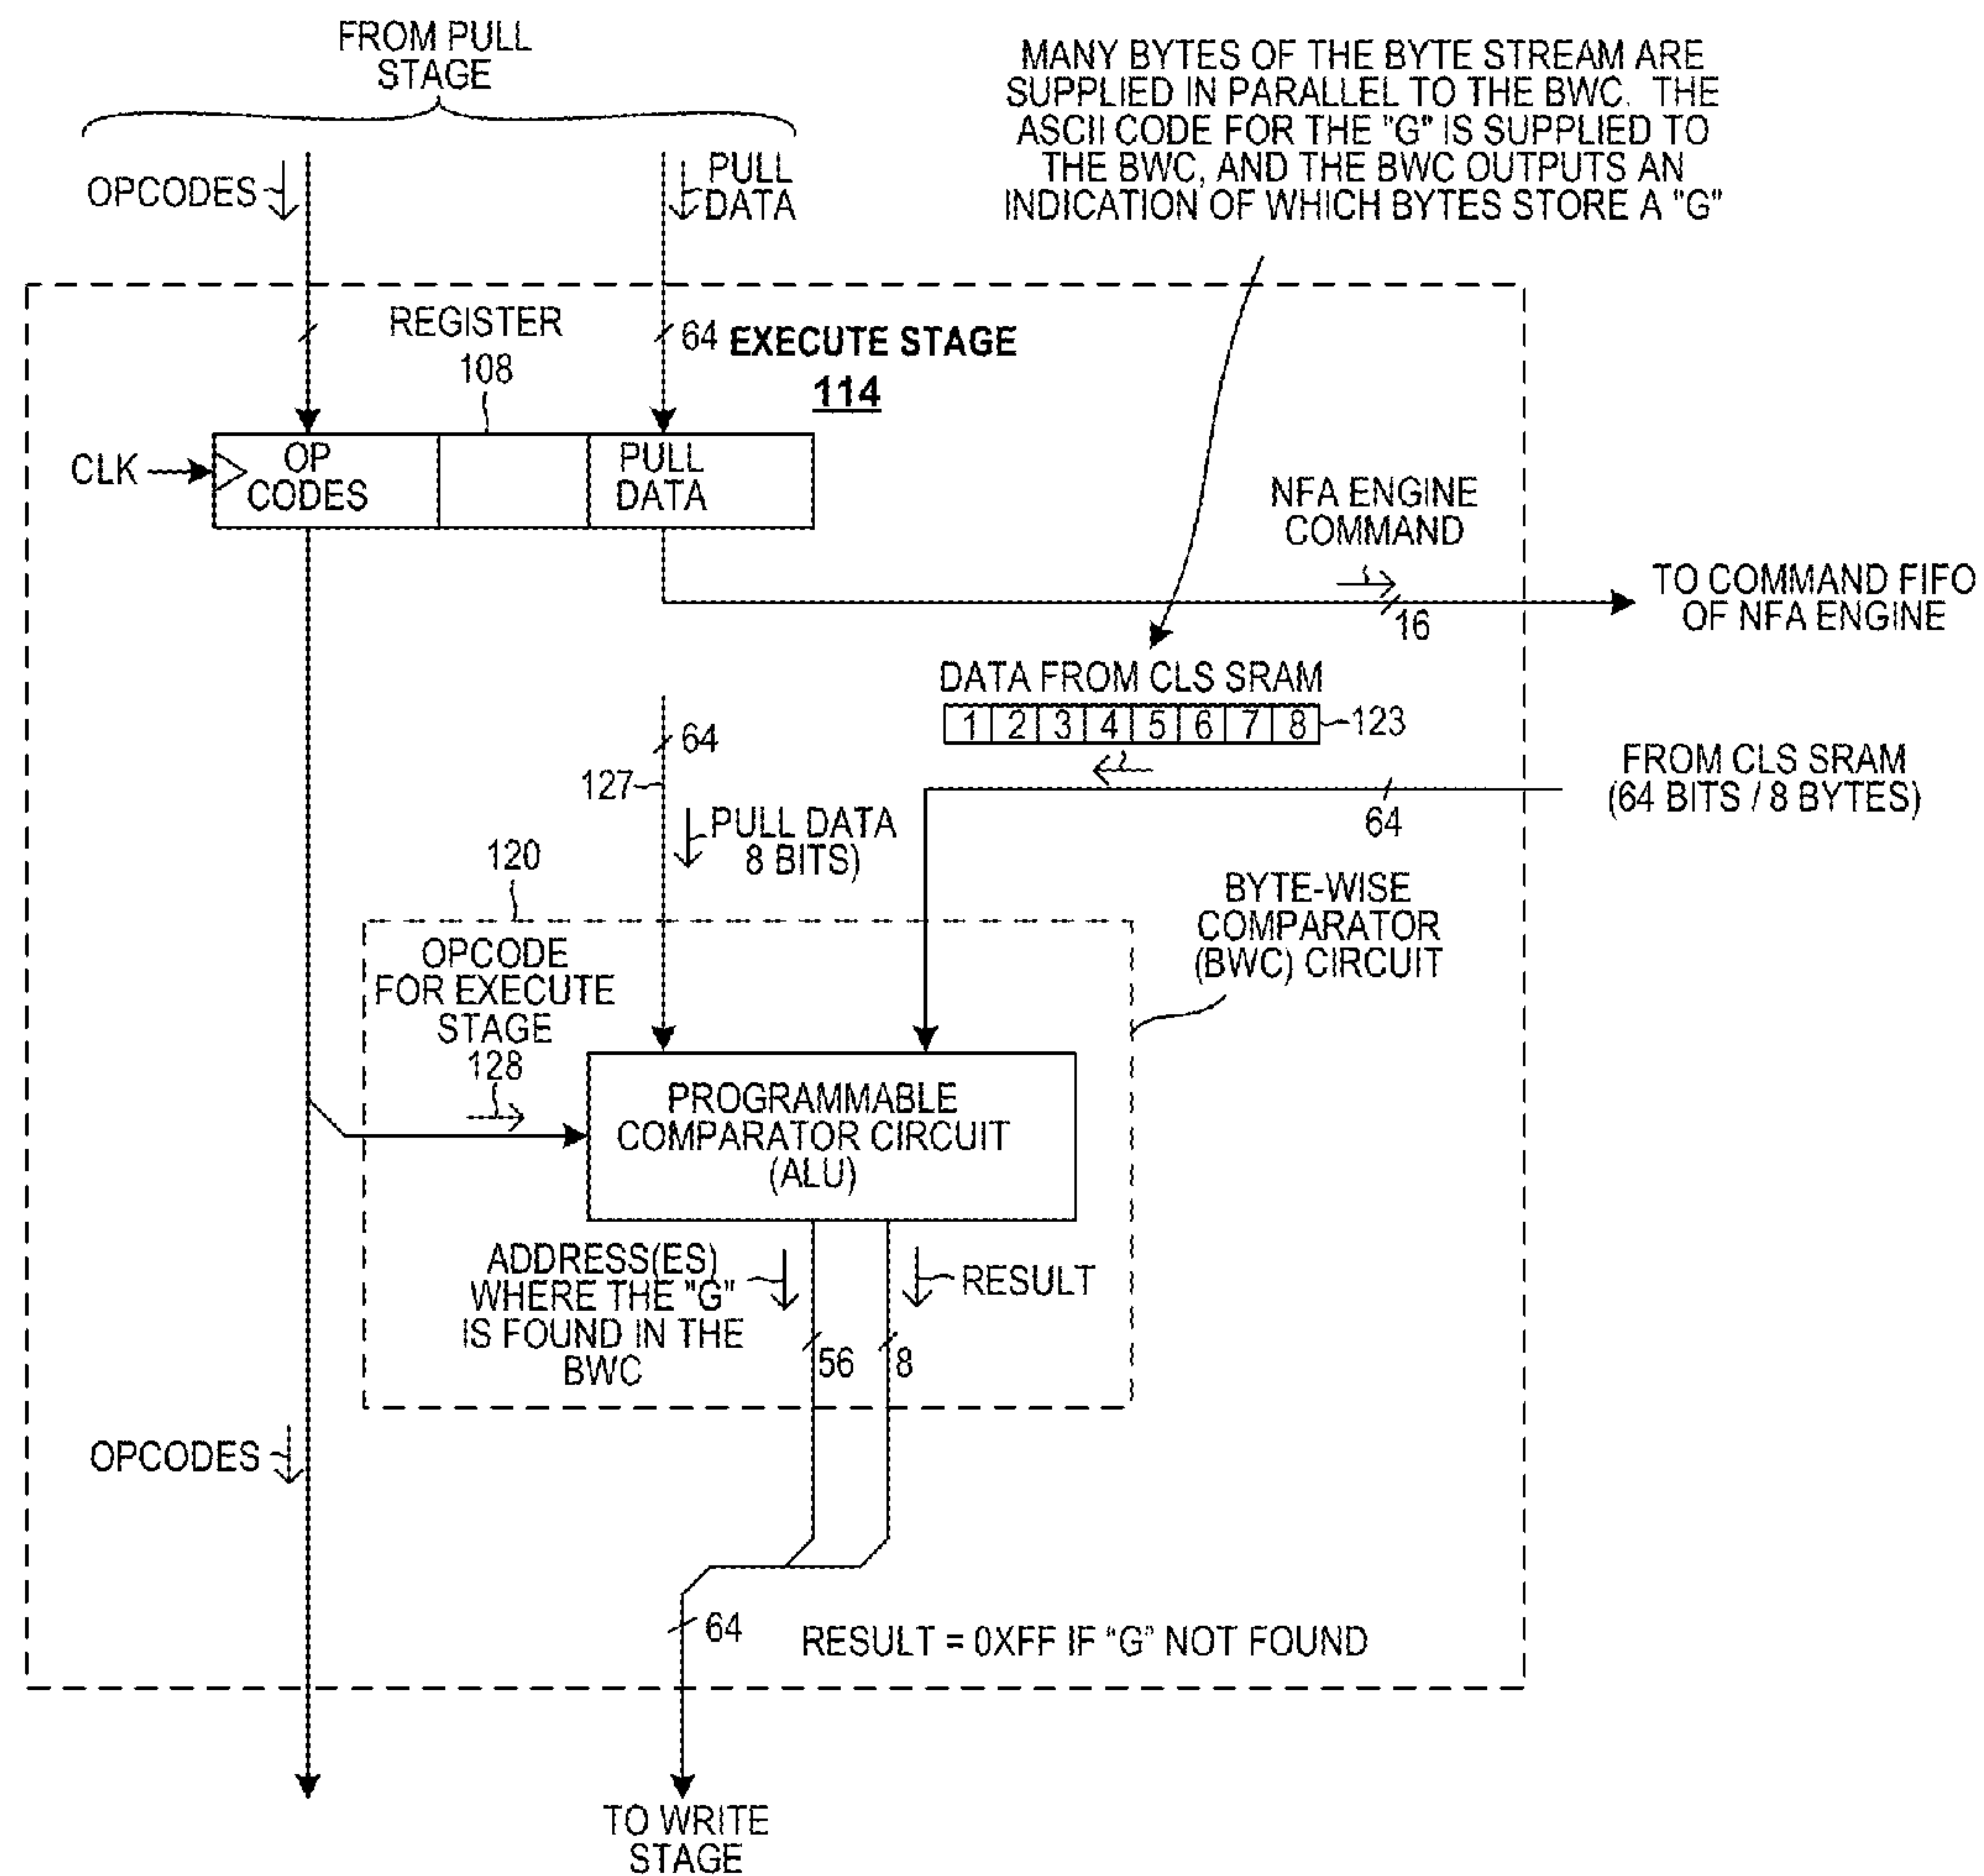 FROM PULL
STAGE
MANY BYTES OF THE BYTE STREAM ARE
SUPPLIED IN PARALLEL TO THE BWC. THE
ASCII CODE FOR THE "G" IS SUPPLIED TO
THE BWC, AND THE BWC OUTPUTS AN
INDICATION OF WHICH BYTES STORE A "G"
OPCODES
PULL
DATA
REGISTER
108
64
EXECUTE STAGE
114
CLK
OP
CODES
PULL
DATA
NFA ENGINE
COMMAND
16
TO COMMAND FIFO
OF NFA ENGINE
DATA FROM CLS SRAM
1 2 3 4 5 6 7 8
123
64
127
PULL DATA
8 BITS)
FROM CLS SRAM
(64 BITS / 8 BYTES)
64
120
BYTE-WISE
COMPARATOR
(BWC) CIRCUIT
OPCODE
FOR EXECUTE
STAGE
128
PROGRAMMABLE
COMPARATOR CIRCUIT
(ALU)
ADDRESS(ES)
WHERE THE "G"
IS FOUND IN THE
BWC
RESULT
56
8
OPCODES
64
RESULT = 0XFF IF "G" NOT FOUND
TO WRITE
STAGE